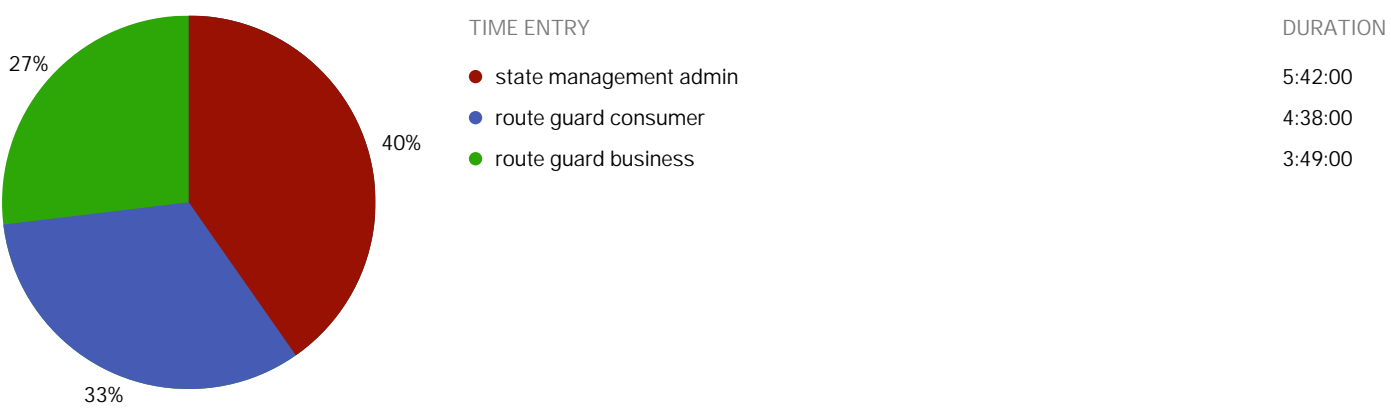 27%
40%
33%
TIME ENTRY DURATION
state management admin 5:42:00
route guard consumer 4:38:00
route guard business 3:49:00